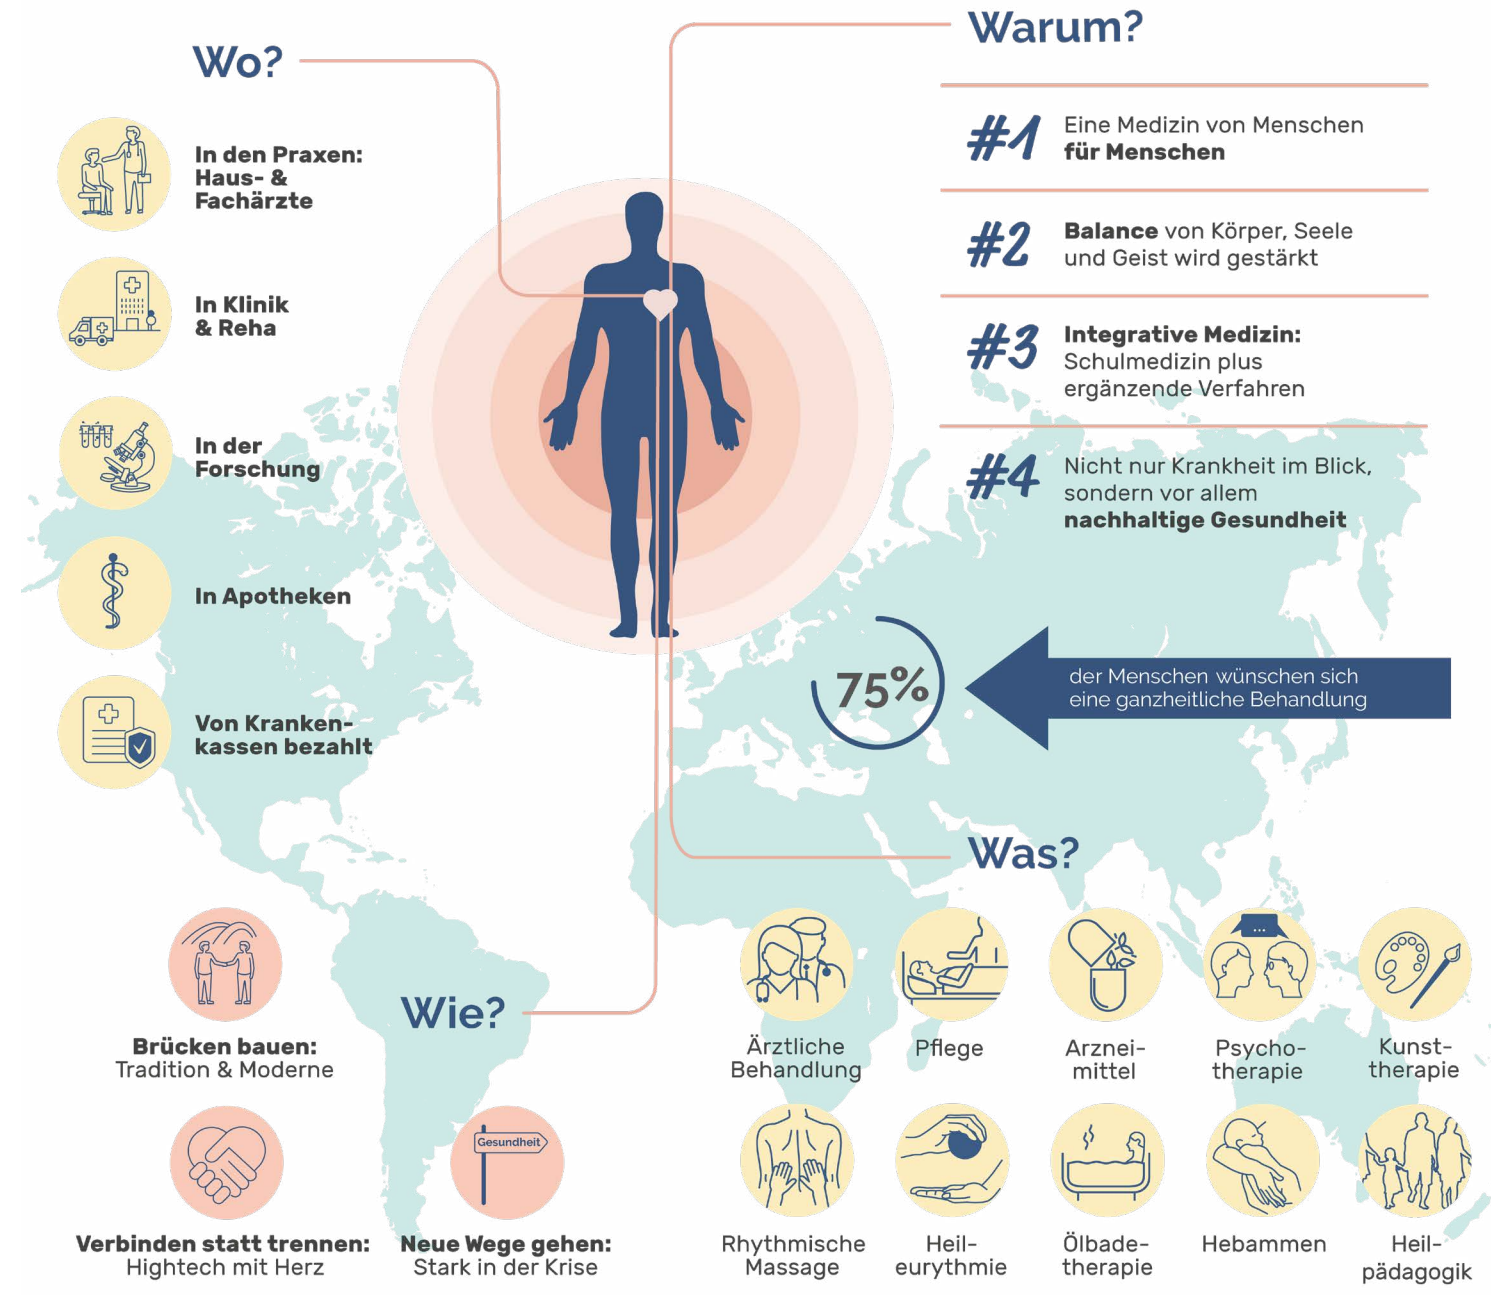 Wo?
In den Praxen:
Haus- &
Fachärzte
In Klinik
& Reha
In der
Forschung
In Apotheken
Von Kranken-
kassen bezahlt
Warum?
#1
Eine Medizin von Menschen
für Menschen
#2
Balance von Körper, Seele
und Geist wird gestärkt
#3
Integrative Medizin:
Schulmedizin plus
ergänzende Verfahren
#4
Nicht nur Krankheit im Blick,
sondern vor allem
nachhaltige Gesundheit
75%
der Menschen wünschen sich
eine ganzheitliche Behandlung
Wie?
Brücken bauen:
Tradition & Moderne
Verbinden statt trennen:
Hightech mit Herz
Gesundheit
Neue Wege gehen:
Stark in der Krise
Was?
Ärztliche
Behandlung
Pflege
Arznei-
mittel
Psycho-
therapie
Kunst-
therapie
Rhythmische
Massage
Heil-
eurythmie
Ölbade-
therapie
Hebammen
Heil-
pädagogik